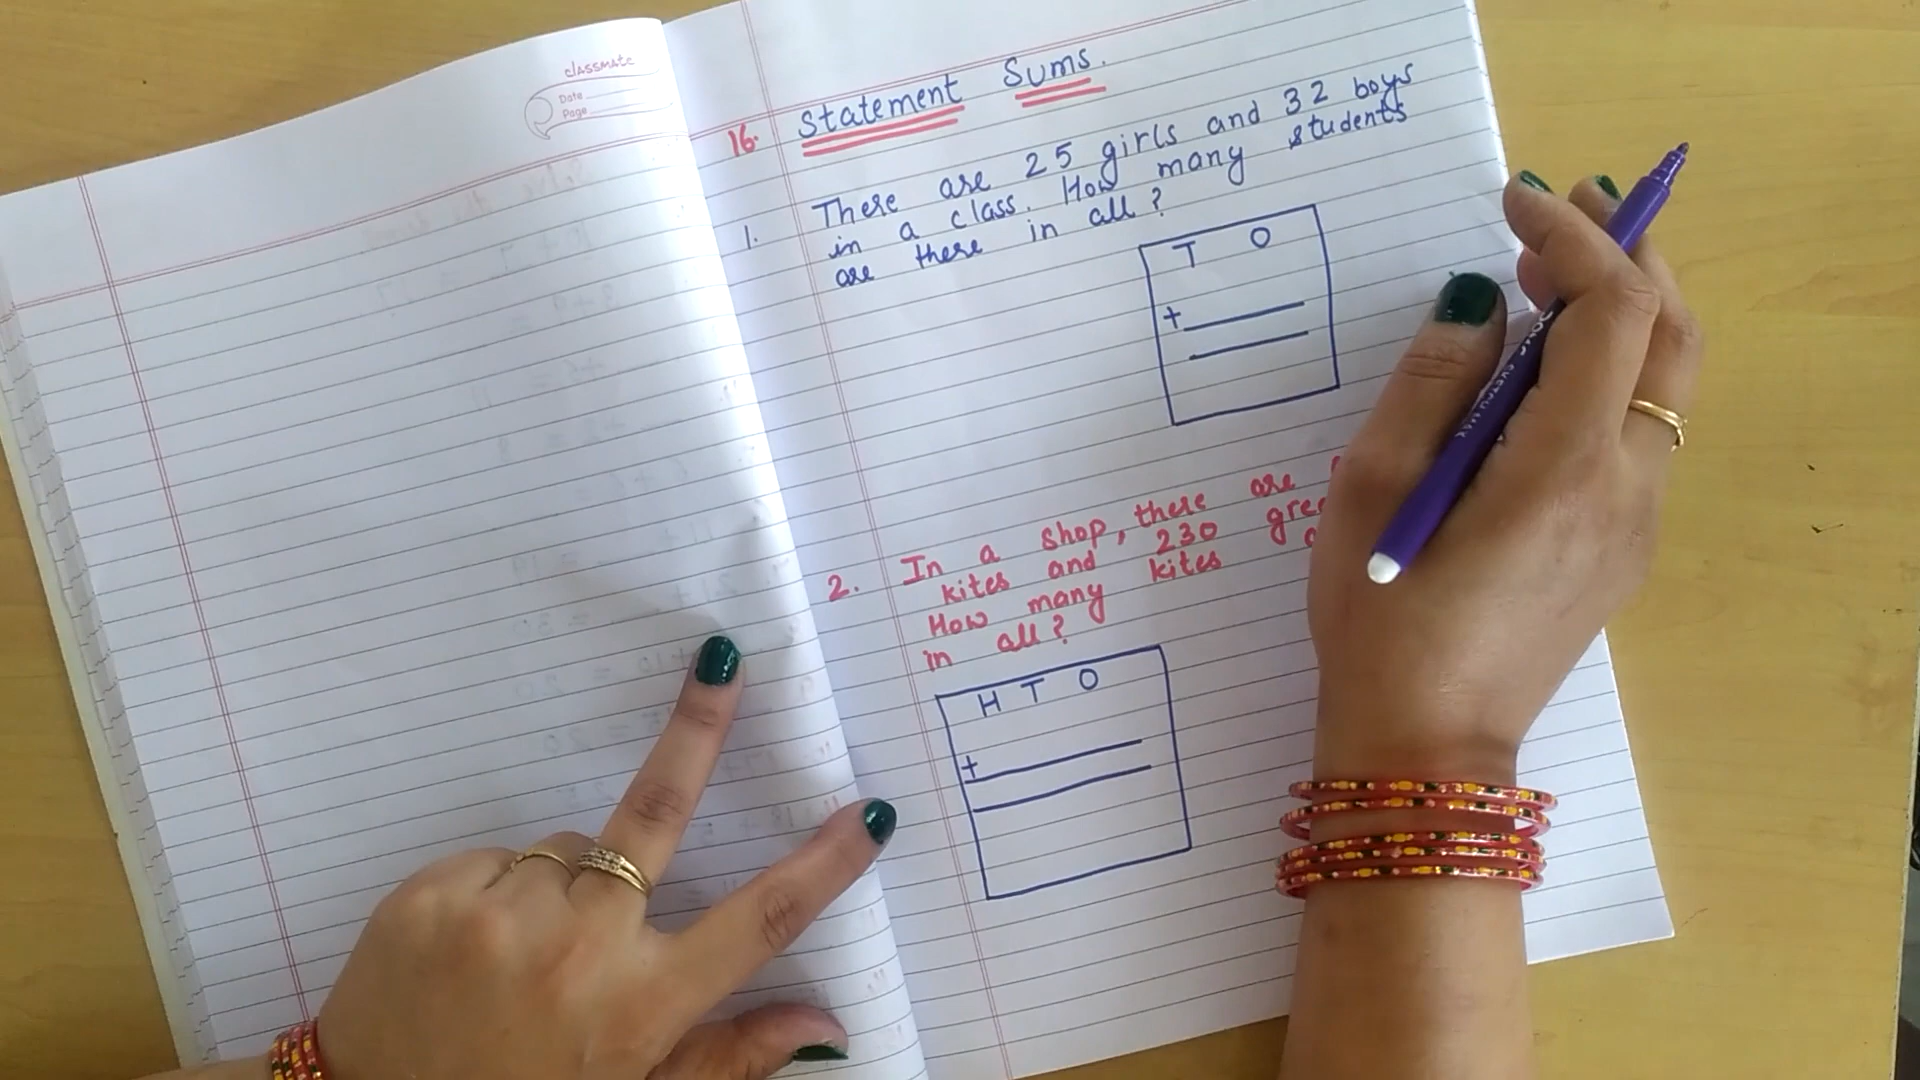 classmate
Date
Page
16. Statement Sums.
1. There are 25 girls and 32 boys
in a class. How many students
are there in all?
T O
+
2. In a shop, there are
kites and 230
How many kites
in all?
H T O
+